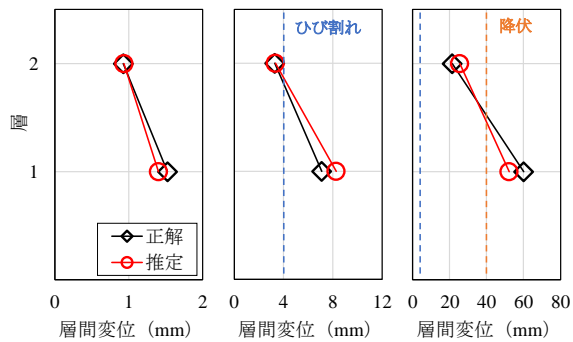 ひび割れ
降伏
2
層
1
正解
推定
0 1 2
0 4 8 12
0 20 40 60 80
層間変位（mm）
層間変位（mm）
層間変位（mm）